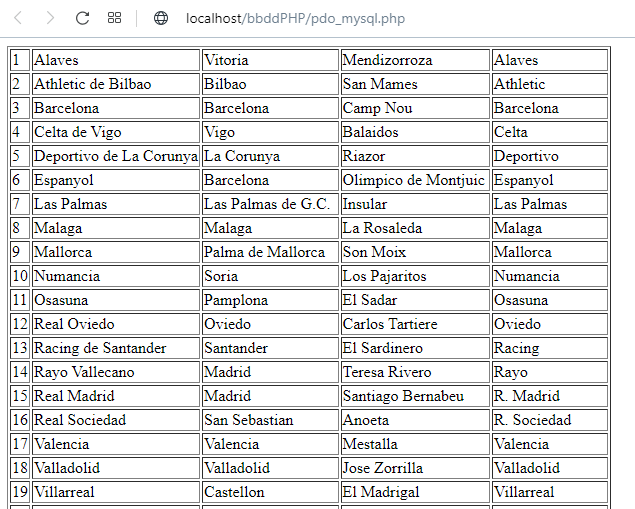 localhost/bbddPHP/pdo_mysql.php
1 Alaves Vitoria Mendizorroza Alaves
2 Athletic de Bilbao Bilbao San Mames Athletic
3 Barcelona Barcelona Camp Nou Barcelona
4 Celta de Vigo Vigo Balaidos Celta
5 Deportivo de La Corunya La Corunya Riazor Deportivo
6 Espanyol Barcelona Olimpico de Montjuic Espanyol
7 Las Palmas Las Palmas de G.C. Insular Las Palmas
8 Malaga Malaga La Rosaleda Malaga
9 Mallorca Palma de Mallorca Son Moix Mallorca
10 Numancia Soria Los Pajaritos Numancia
11 Osasuna Pamplona El Sadar Osasuna
12 Real Oviedo Oviedo Carlos Tartiere Oviedo
13 Racing de Santander Santander El Sardinero Racing
14 Rayo Vallecano Madrid Teresa Rivero Rayo
15 Real Madrid Madrid Santiago Bernabeu R. Madrid
16 Real Sociedad San Sebastian Anoeta R. Sociedad
17 Valencia Valencia Mestalla Valencia
18 Valladolid Valladolid Jose Zorrilla Valladolid
19 Villarreal Castellon El Madrigal Villarreal